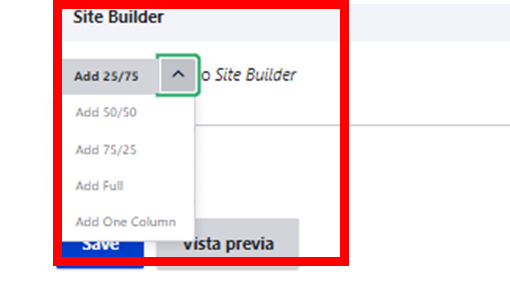 Site Builder
Add 25/75 o Site Builder
Add 50/50
Add 75/25
Add Full
Add One Column
Save Vista previa